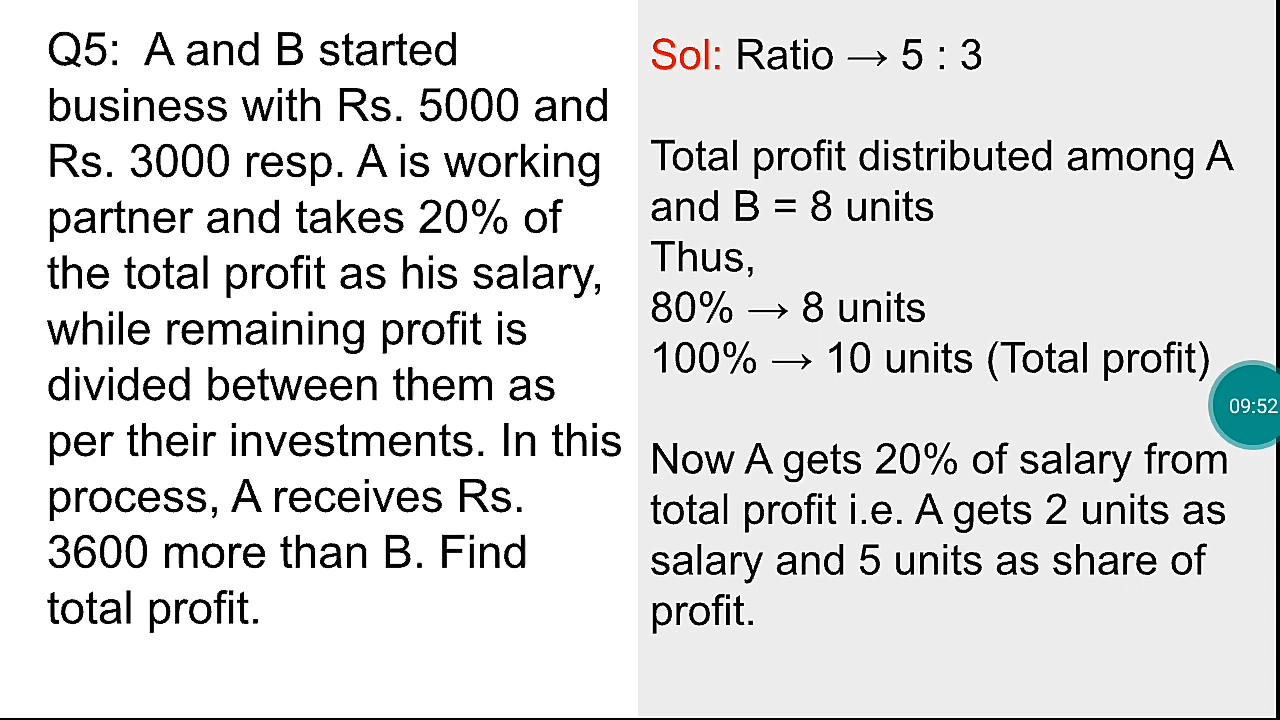 Q5:  A and B started
business with Rs. 5000 and
Rs. 3000 resp. A is working
partner and takes 20% of
the total profit as his salary,
while remaining profit is
divided between them as
per their investments. In this
process, A receives Rs.
3600 more than B. Find
total profit.
Sol: Ratio → 5 : 3
Total profit distributed among A
and B = 8 units
Thus,
80% → 8 units
100% → 10 units (Total profit)
09:52
Now A gets 20% of salary from
total profit i.e. A gets 2 units as
salary and 5 units as share of
profit.